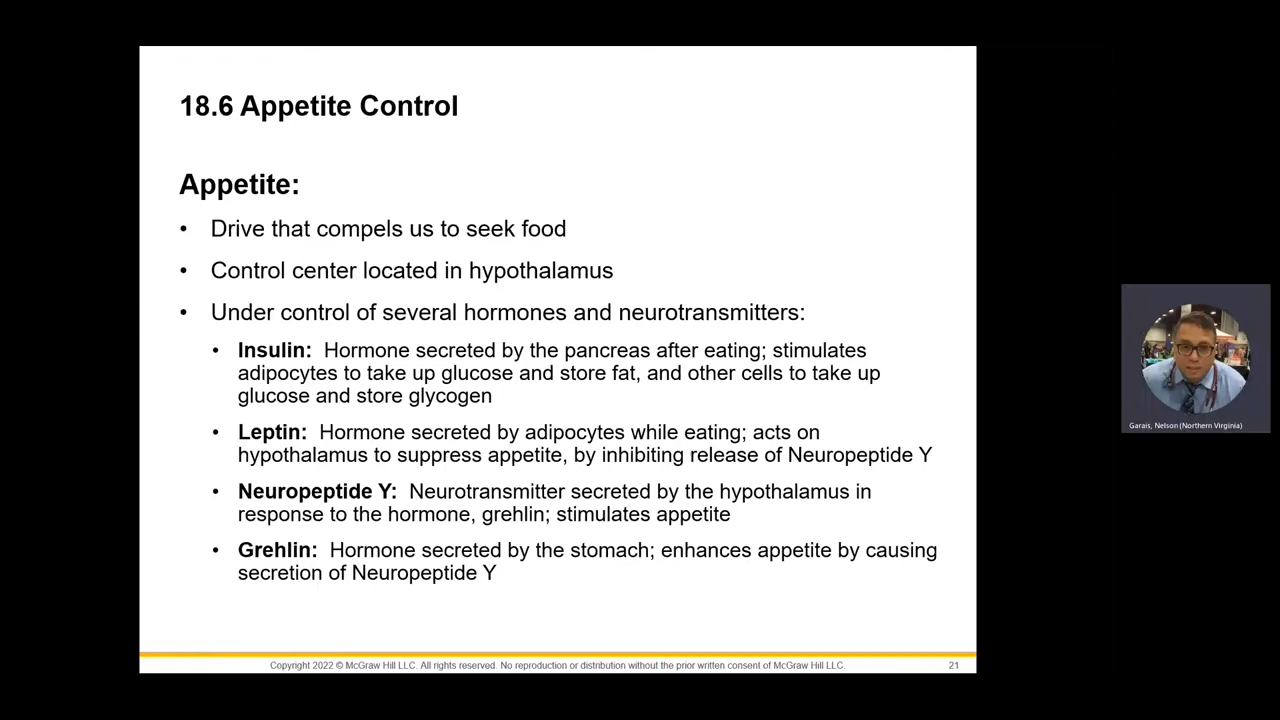 18.6 Appetite Control
Appetite:
• Drive that compels us to seek food
• Control center located in hypothalamus
• Under control of several hormones and neurotransmitters:
• Insulin: Hormone secreted by the pancreas after eating; stimulates
adipocytes to take up glucose and store fat, and other cells to take up
glucose and store glycogen
• Leptin: Hormone secreted by adipocytes while eating; acts on
hypothalamus to suppress appetite, by inhibiting release of Neuropeptide Y
• Neuropeptide Y: Neurotransmitter secreted by the hypothalamus in
response to the hormone, grehlin; stimulates appetite
• Grehlin: Hormone secreted by the stomach; enhances appetite by causing
secretion of Neuropeptide Y
Copyright 2022 © McGraw Hill LLC. All rights reserved. No reproduction or distribution without the prior written consent of McGraw Hill LLC.
21
Garais, Nelson (Northern Virginia)